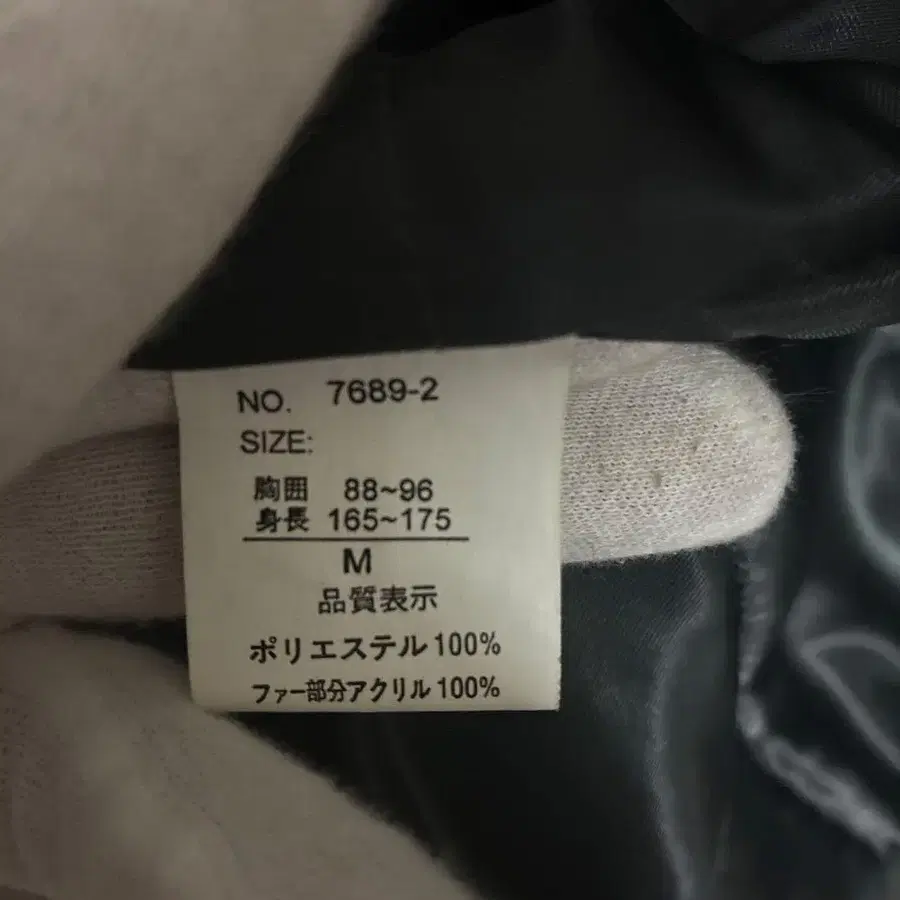 NO. 7689-2
SIZE:
胸囲 88~96
身長 165~175
M
品質表示
ポリエステル100%
ファー部分アクリル100%